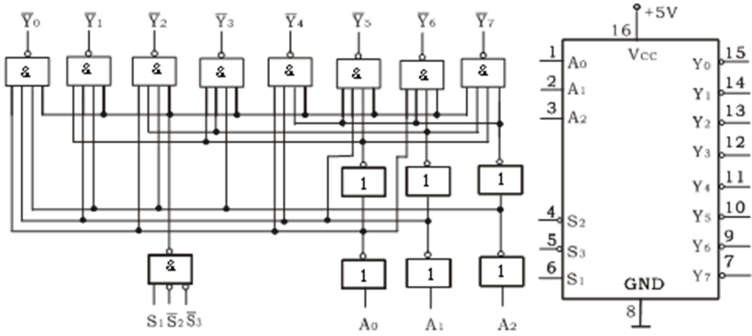 Y̅0 Y̅1 Y̅2 Y̅3 Y̅4 Y̅5 Y̅6 Y̅7
& & & & & & & &
1 1 1
& 1 1 1
S1 S̅2 S̅3 A0 A1 A2
+5V
16
VCC
1 A0 Y0 15
2 A1 Y1 14
3 A2 Y2 13
Y3 12
Y4 11
4 S2 Y5 10
5 S3 Y6 9
6 S1 Y7 7
GND
8